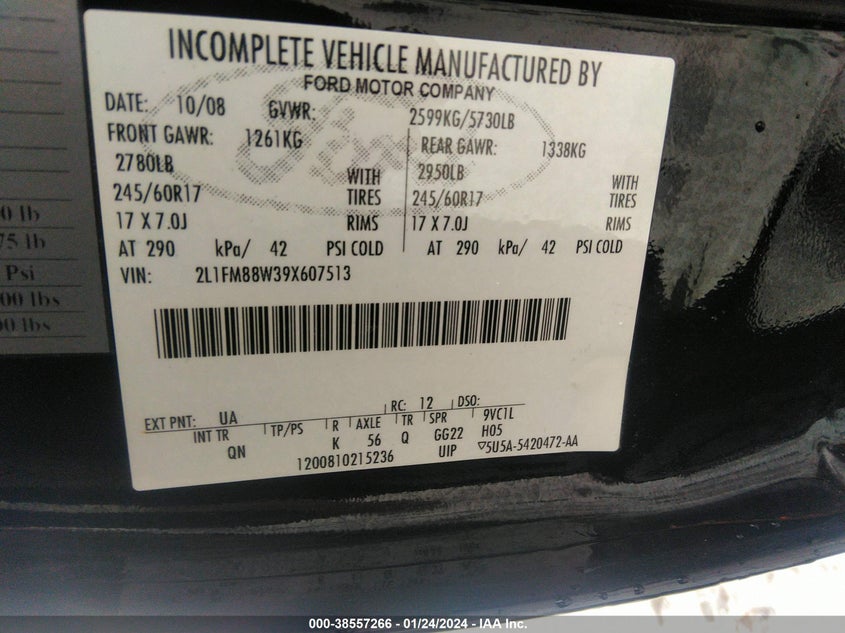 INCOMPLETE VEHICLE MANUFACTURED BY
FORD MOTOR COMPANY
DATE: 10/08 GVWR: 2599KG/5730LB
FRONT GAWR: 1261KG REAR GAWR: 1338KG
2780LB WITH 2950LB WITH
245/60R17 TIRES 245/60R17 TIRES
17 X 7.0J RIMS 17 X 7.0J RIMS
AT 290 kPa/ 42 PSI COLD AT 290 kPa/ 42 PSI COLD
VIN: 2L1FM88W39X607513
EXT PNT: UA RC: 12 DSO:
INT TR TP/PS R AXLE TR SPR 9VC1L
QN K 56 Q GG22 H05
1200810215236 UIP ▽5U5A-5420472-AA
0 lb
75 lb
Psi
00 lbs
00 lbs
000-38557266 - 01/24/2024 - IAA Inc.